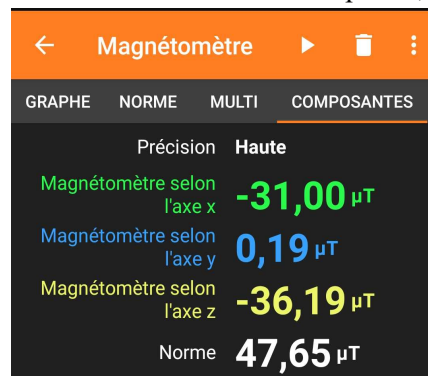 Magnétomètre
GRAPHE NORME MULTI COMPOSANTES
Précision Haute
Magnétomètre selon
l'axe x -31,00 µT
Magnétomètre selon
l'axe y 0,19 µT
Magnétomètre selon
l'axe z -36,19 µT
Norme 47,65 µT